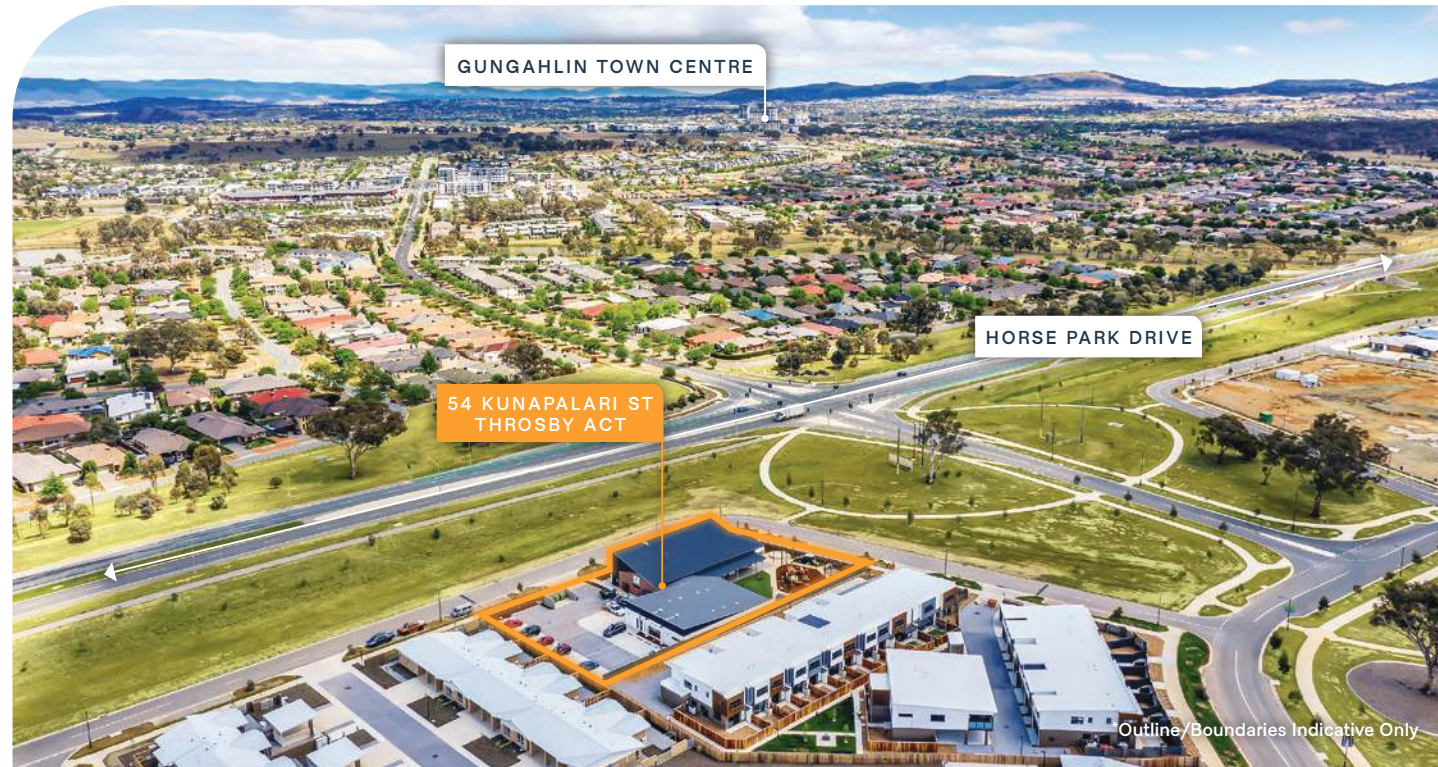 GUNGAHLIN TOWN CENTRE
HORSE PARK DRIVE
54 KUNAPALARI ST
THROSBY ACT
*Outline/Boundaries Indicative Only